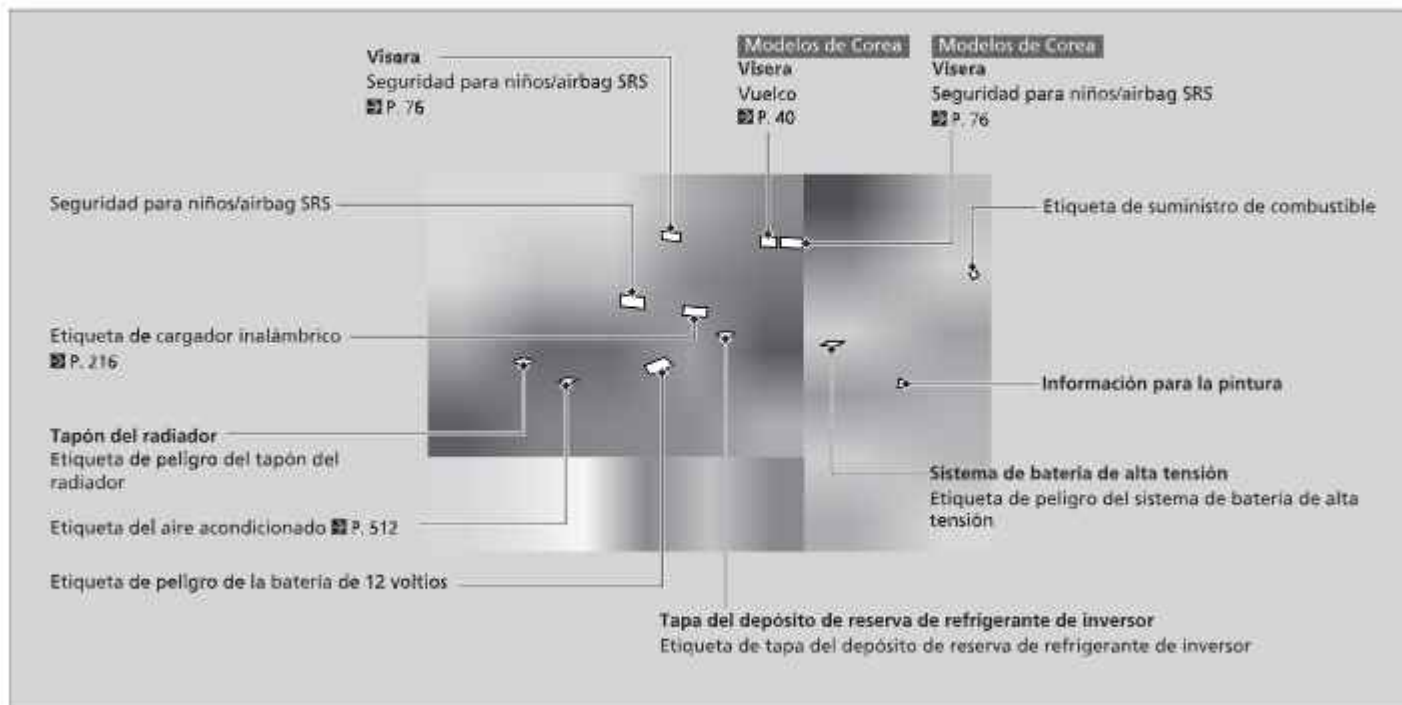 Visera
Seguridad para niños/airbag SRS
P. 76
Modelos de Corea
Visera
Vuelco
P. 40
Modelos de Corea
Visera
Seguridad para niños/airbag SRS
P. 76
Seguridad para niños/airbag SRS
Etiqueta de suministro de combustible
Etiqueta de cargador inalámbrico
P. 216
Información para la pintura
Tapón del radiador
Etiqueta de peligro del tapón del
radiador
Sistema de batería de alta tensión
Etiqueta de peligro del sistema de batería de alta
tensión
Etiqueta del aire acondicionado P. 512
Etiqueta de peligro de la batería de 12 voltios
Tapa del depósito de reserva de refrigerante de inversor
Etiqueta de tapa del depósito de reserva de refrigerante de inversor